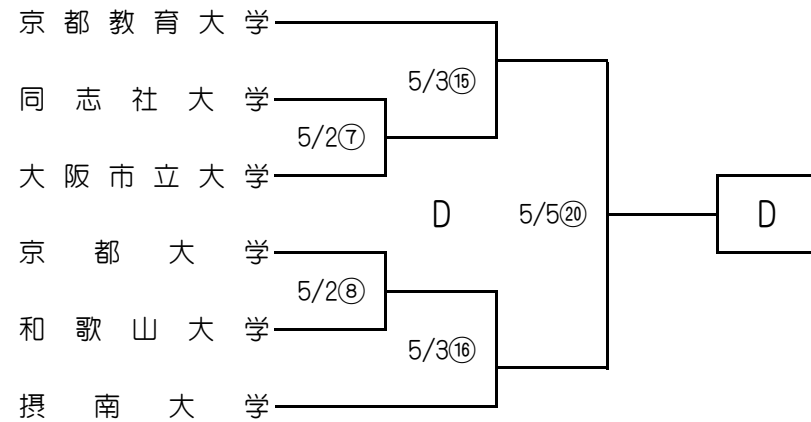 京都教育大学
5/3⑮
同志社大学
5/2⑦
大阪市立大学
D 5/5⑳ D
京都大学
5/2⑧
和歌山大学
5/3⑯
摂南大学